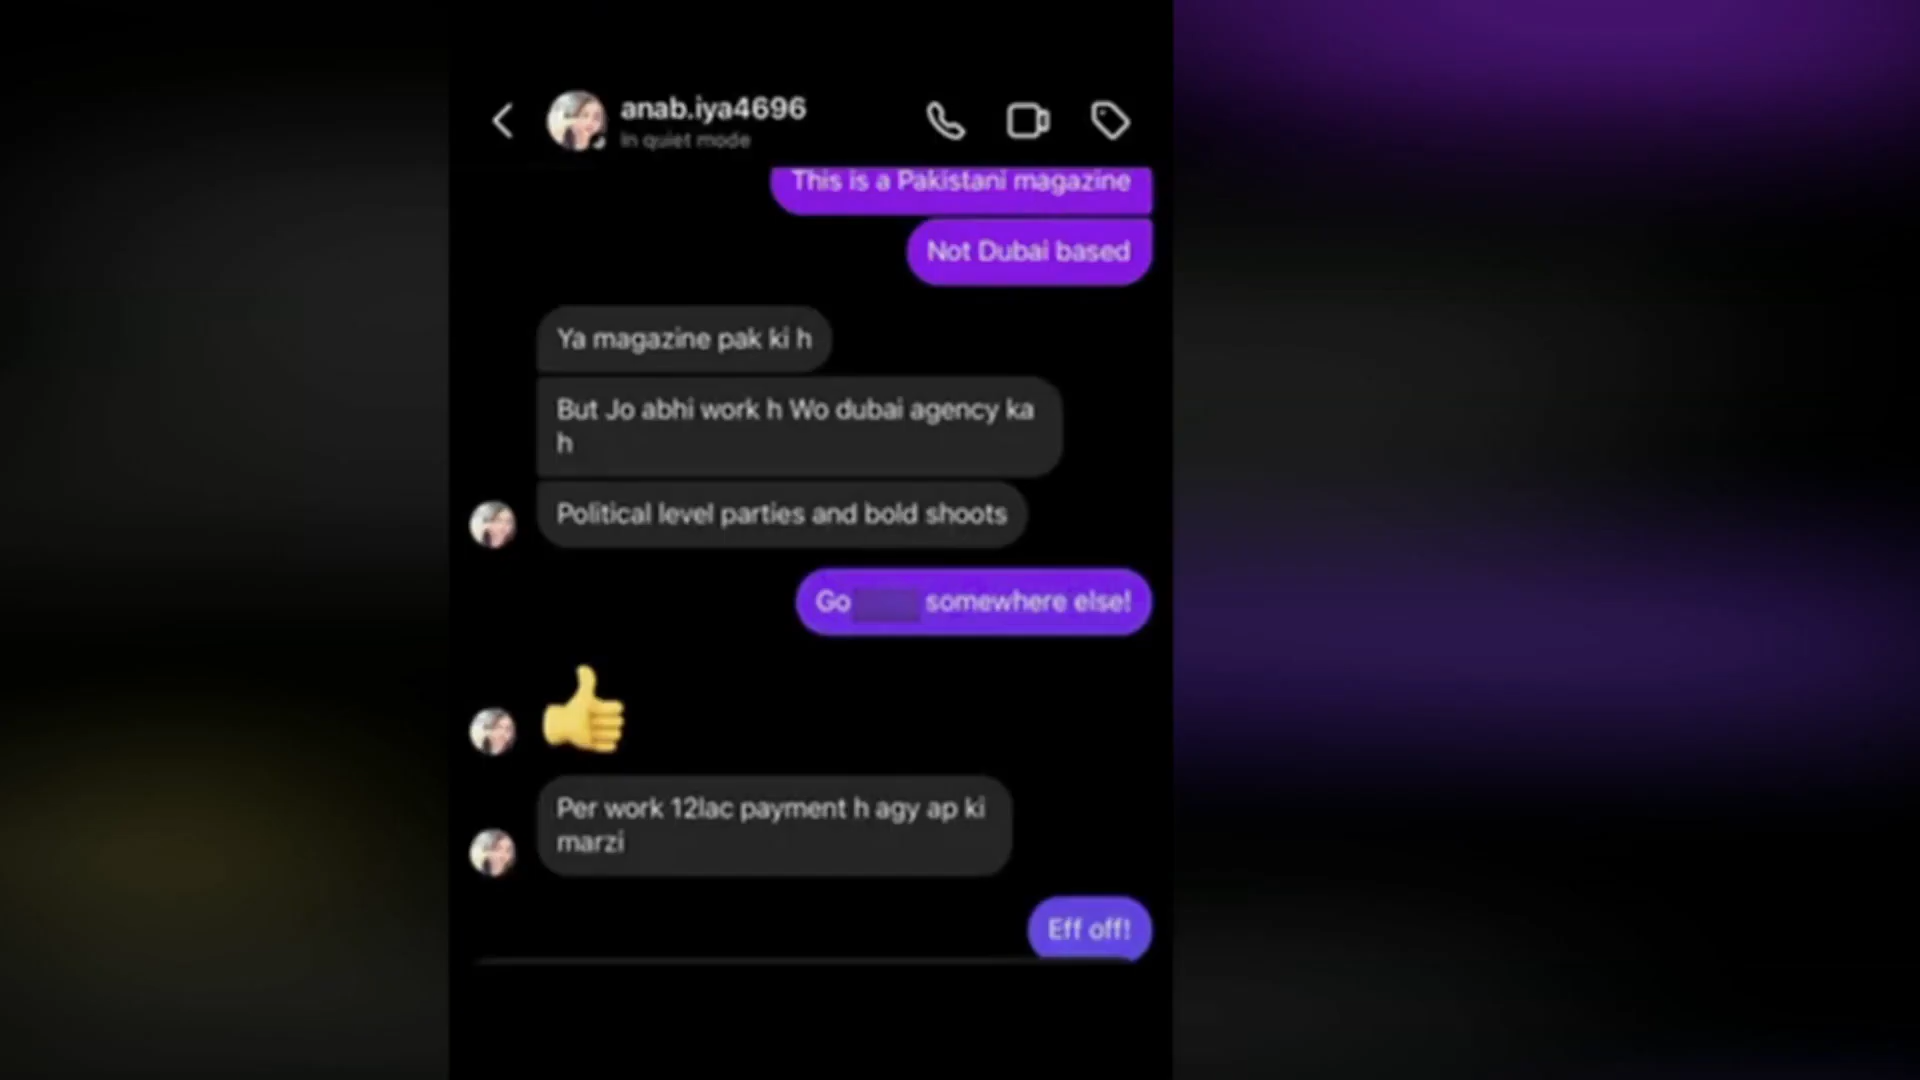 anab.iya4696
In quiet mode
This is a Pakistani magazine
Not Dubai based
Ya magazine pak ki h
But Jo abhi work h Wo dubai agency ka
h
Political level parties and bold shoots
Go somewhere else!
Per work 12lac payment h agy ap ki
marzi
Eff off!